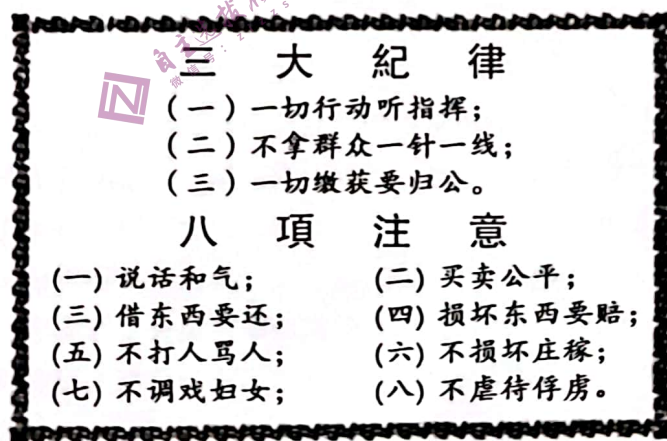 三大紀律
(一)一切行动听指挥;
(二)不拿群众一针一线;
(三)一切缴获要归公。
八項注意
(一) 说话和气; (二) 买卖公平;
(三) 借东西要还; (四) 损坏东西要赔;
(五) 不打人骂人; (六) 不损坏庄稼;
(七) 不调戏妇女; (八) 不虐待俘虏。
微信号: